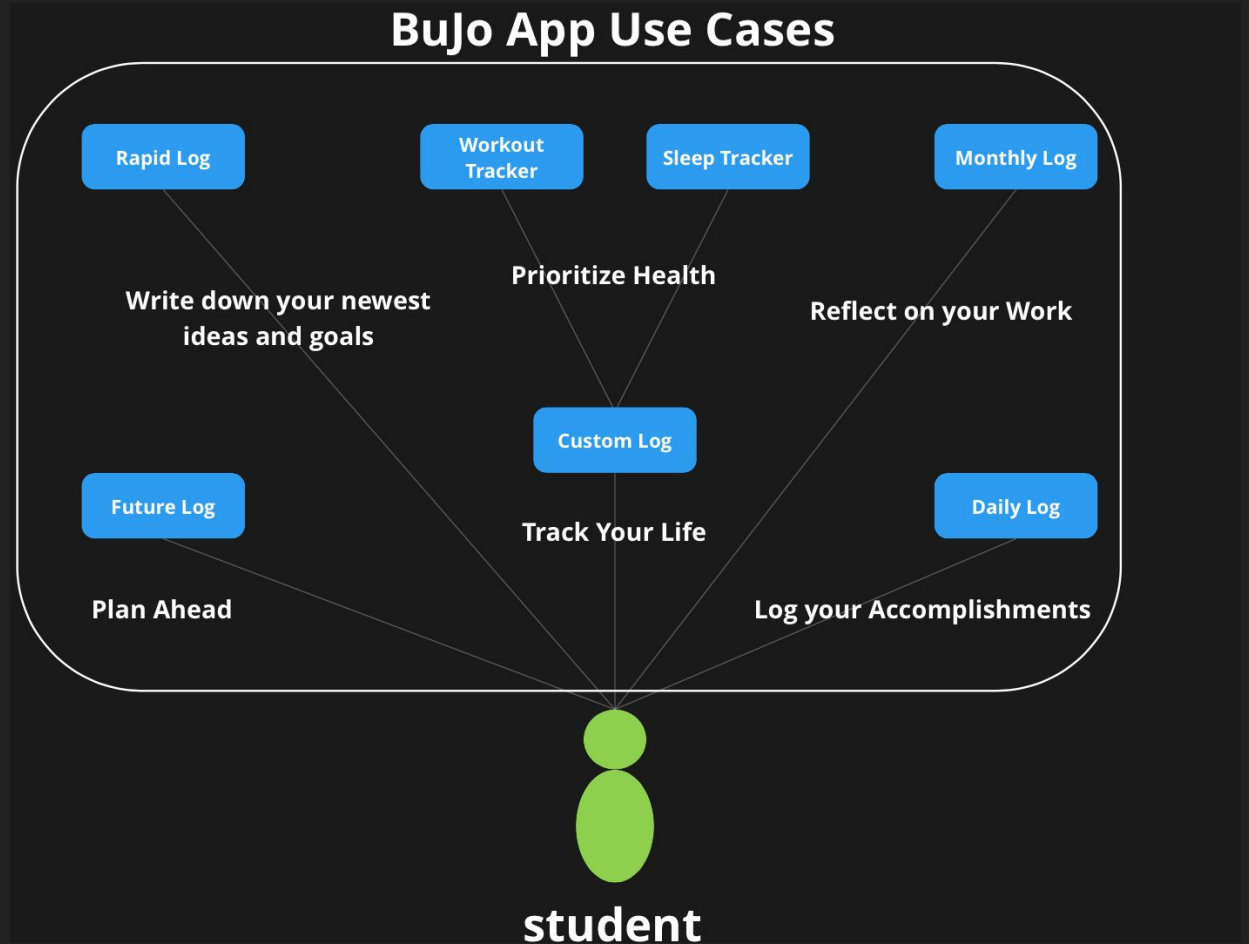 BuJo App Use Cases
Rapid Log
Workout
Tracker
Sleep Tracker
Monthly Log
Prioritize Health
Write down your newest
ideas and goals
Reflect on your Work
Custom Log
Future Log
Daily Log
Track Your Life
Plan Ahead
Log your Accomplishments
student